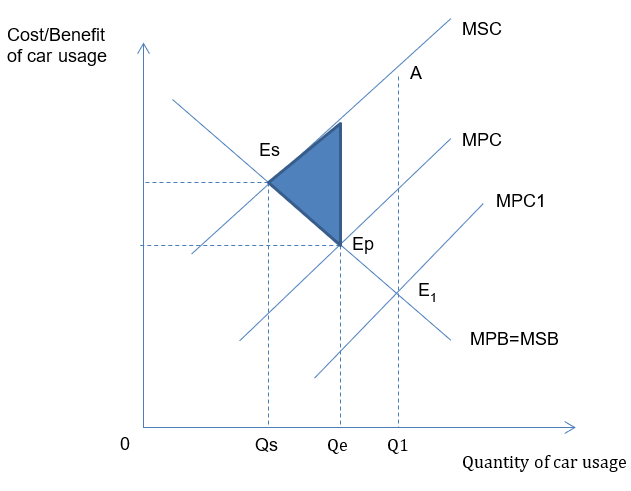 Cost/Benefit
of car usage
MSC
A
Es
MPC
MPC1
Ep
E1
MPB=MSB
0
Qs
Qe
Q1
Quantity of car usage